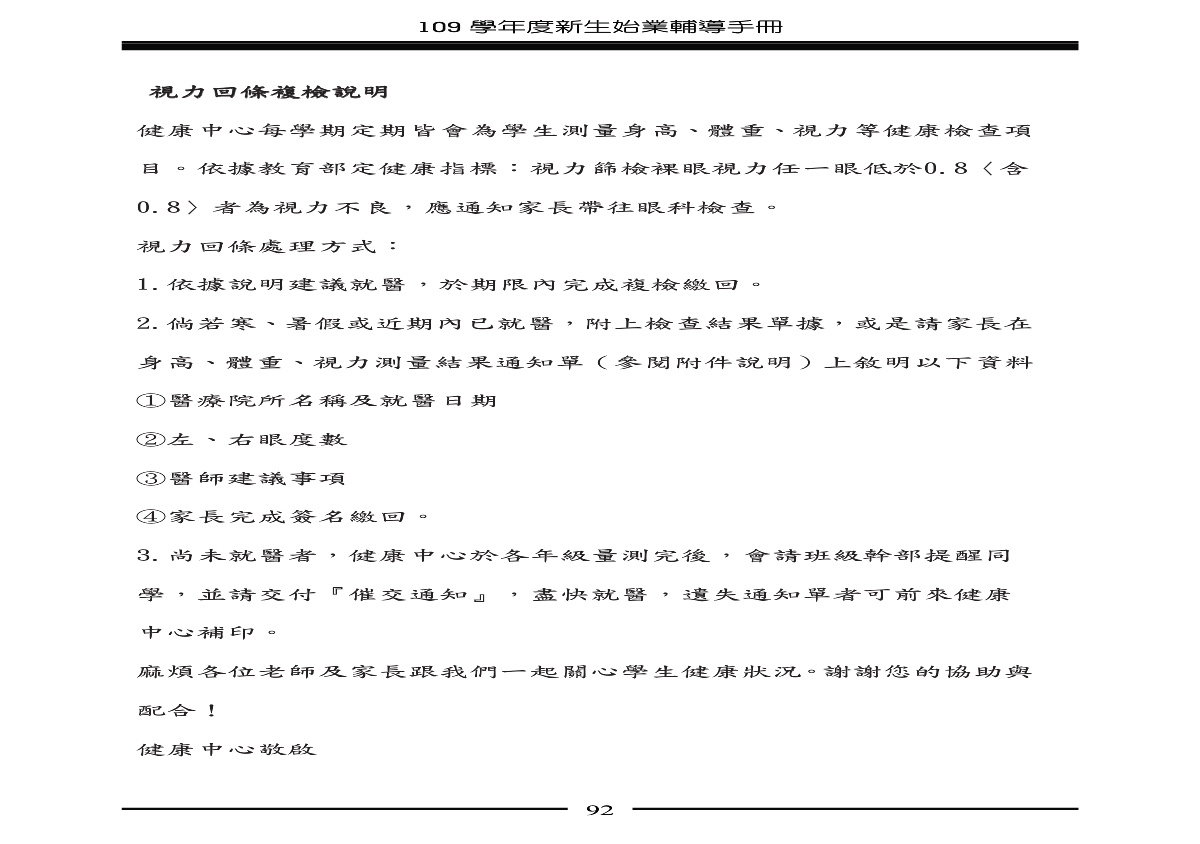 109 學年度新生始業輔導手冊
視力回條複檢說明
健康中心每學期定期皆會為學生測量身高、體重、視力等健康檢查項
目。依據教育部定健康指標：視力篩檢裸眼視力任一眼低於0.8〈含
0.8〉者為視力不良，應通知家長帶往眼科檢查。
視力回條處理方式：
1.依據說明建議就醫，於期限內完成複檢繳回。
2.倘若寒、暑假或近期內已就醫，附上檢查結果單據，或是請家長在
身高、體重、視力測量結果通知單（參閱附件說明）上敘明以下資料
①醫療院所名稱及就醫日期
②左、右眼度數
③醫師建議事項
④家長完成簽名繳回。
3.尚未就醫者，健康中心於各年級量測完後，會請班級幹部提醒同
學，並請交付『催交通知』，盡快就醫，遺失通知單者可前來健康
中心補印。
麻煩各位老師及家長跟我們一起關心學生健康狀況。謝謝您的協助與
配合！
健康中心敬啟
92